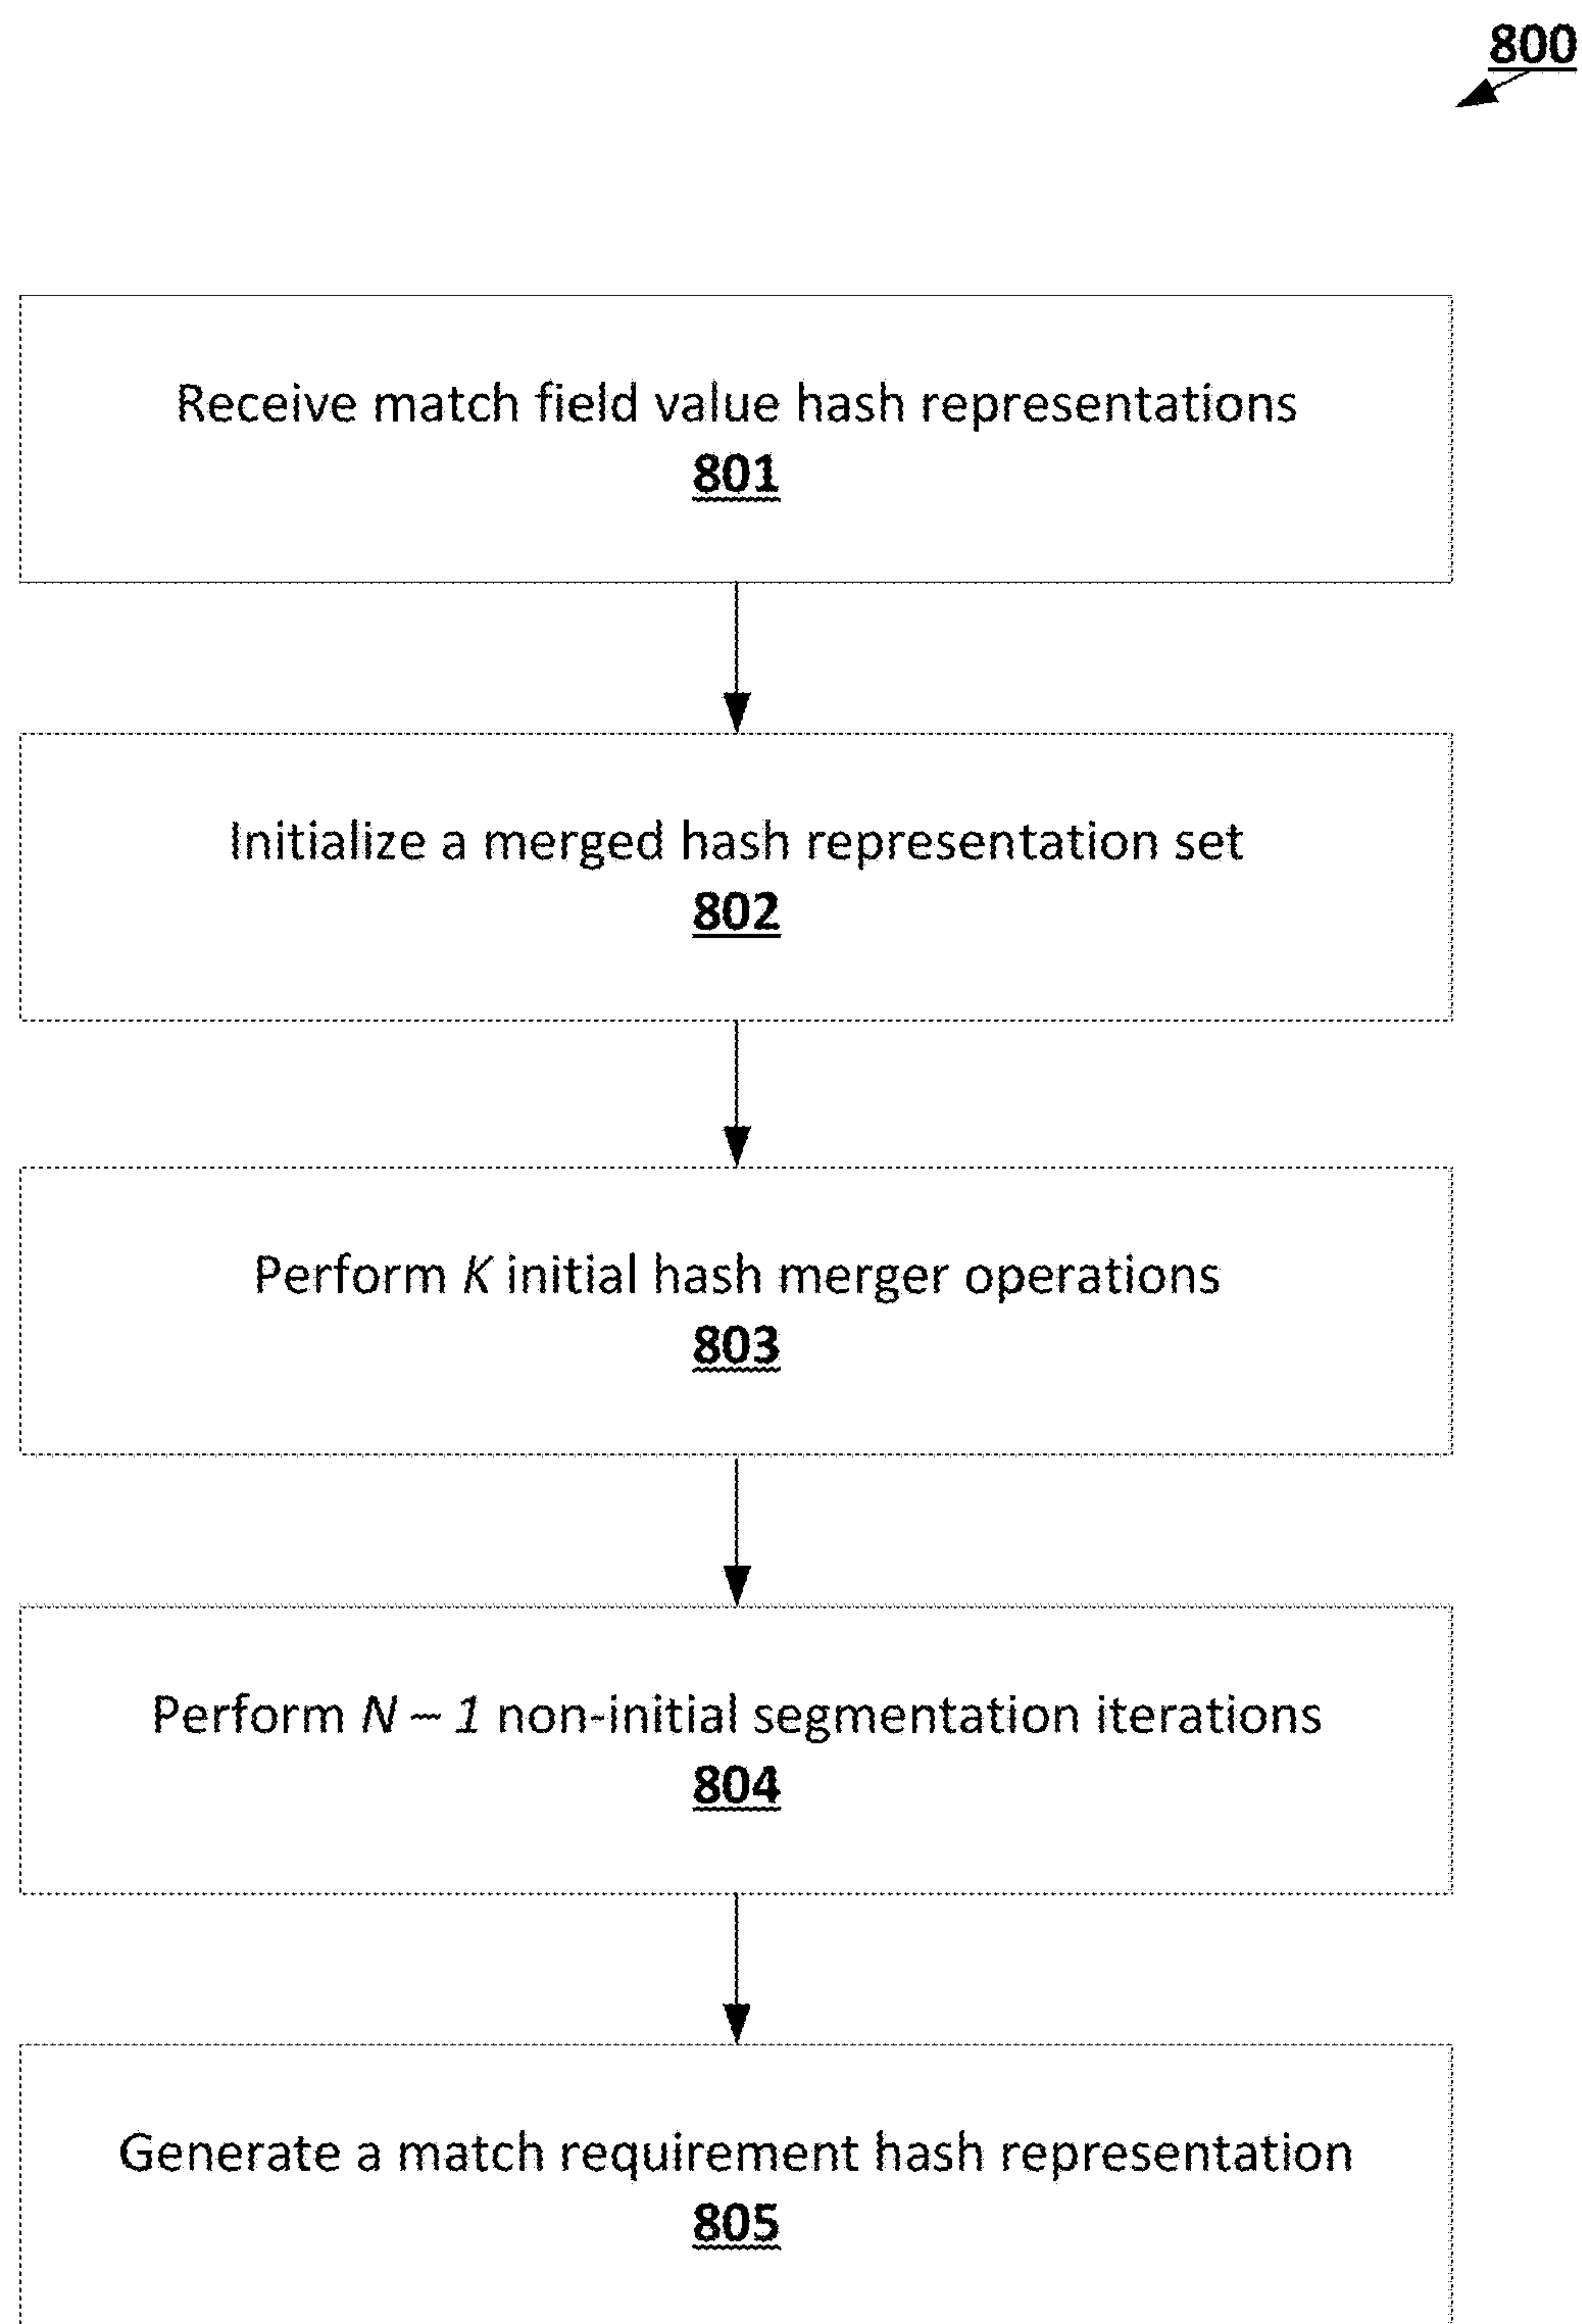 800
Receive match field value hash representations
801
Initialize a merged hash representation set
802
Perform K initial hash merger operations
803
Perform N – 1 non-initial segmentation iterations
804
Generate a match requirement hash representation
805